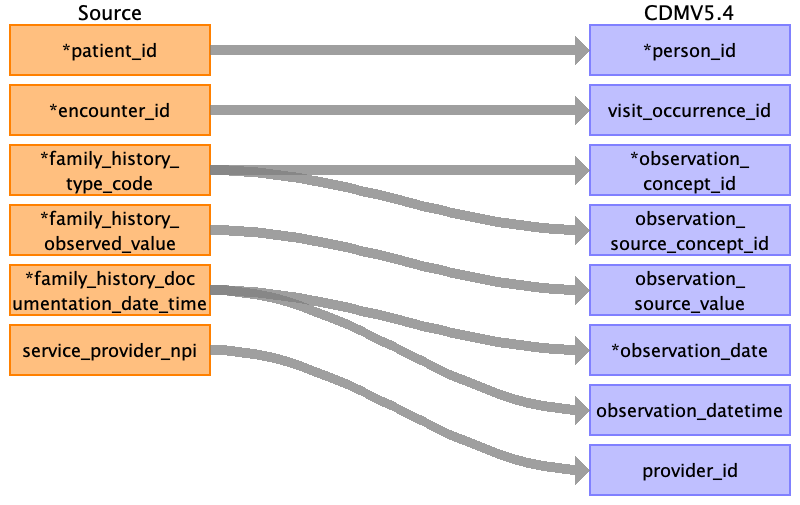 Source
CDMV5.4
*patient_id
*person_id
*encounter_id
visit_occurrence_id
*family_history_
type_code
*observation_
concept_id
observation_
source_concept_id
*family_history_
observed_value
observation_
source_value
*family_history_doc
umentation_date_time
*observation_date
service_provider_npi
observation_datetime
provider_id